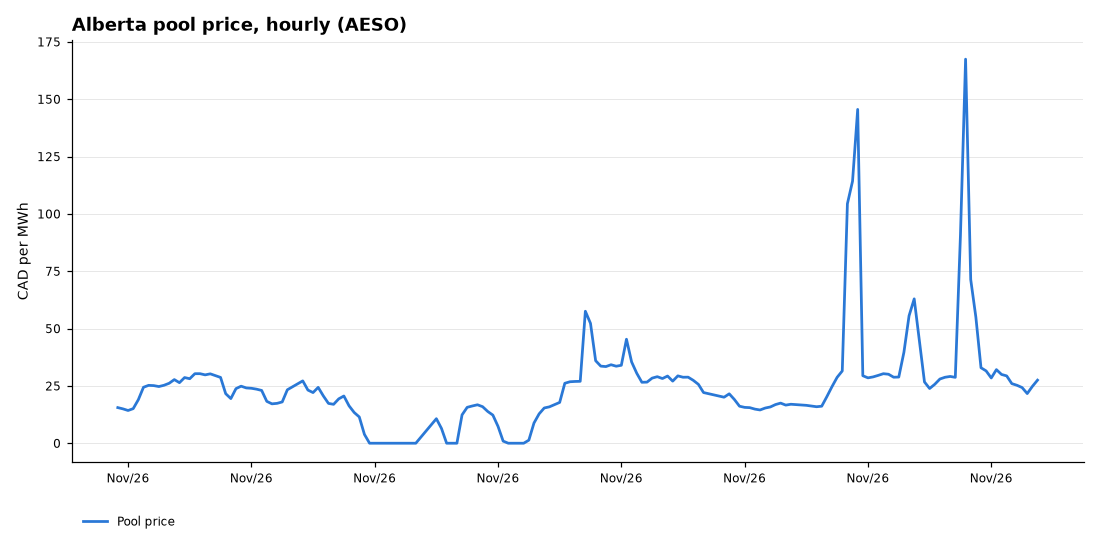 Alberta pool price, hourly (AESO)
CAD per MWh
175
150
125
100
75
50
25
0
Nov/26 Nov/26 Nov/26 Nov/26 Nov/26 Nov/26 Nov/26 Nov/26
Pool price